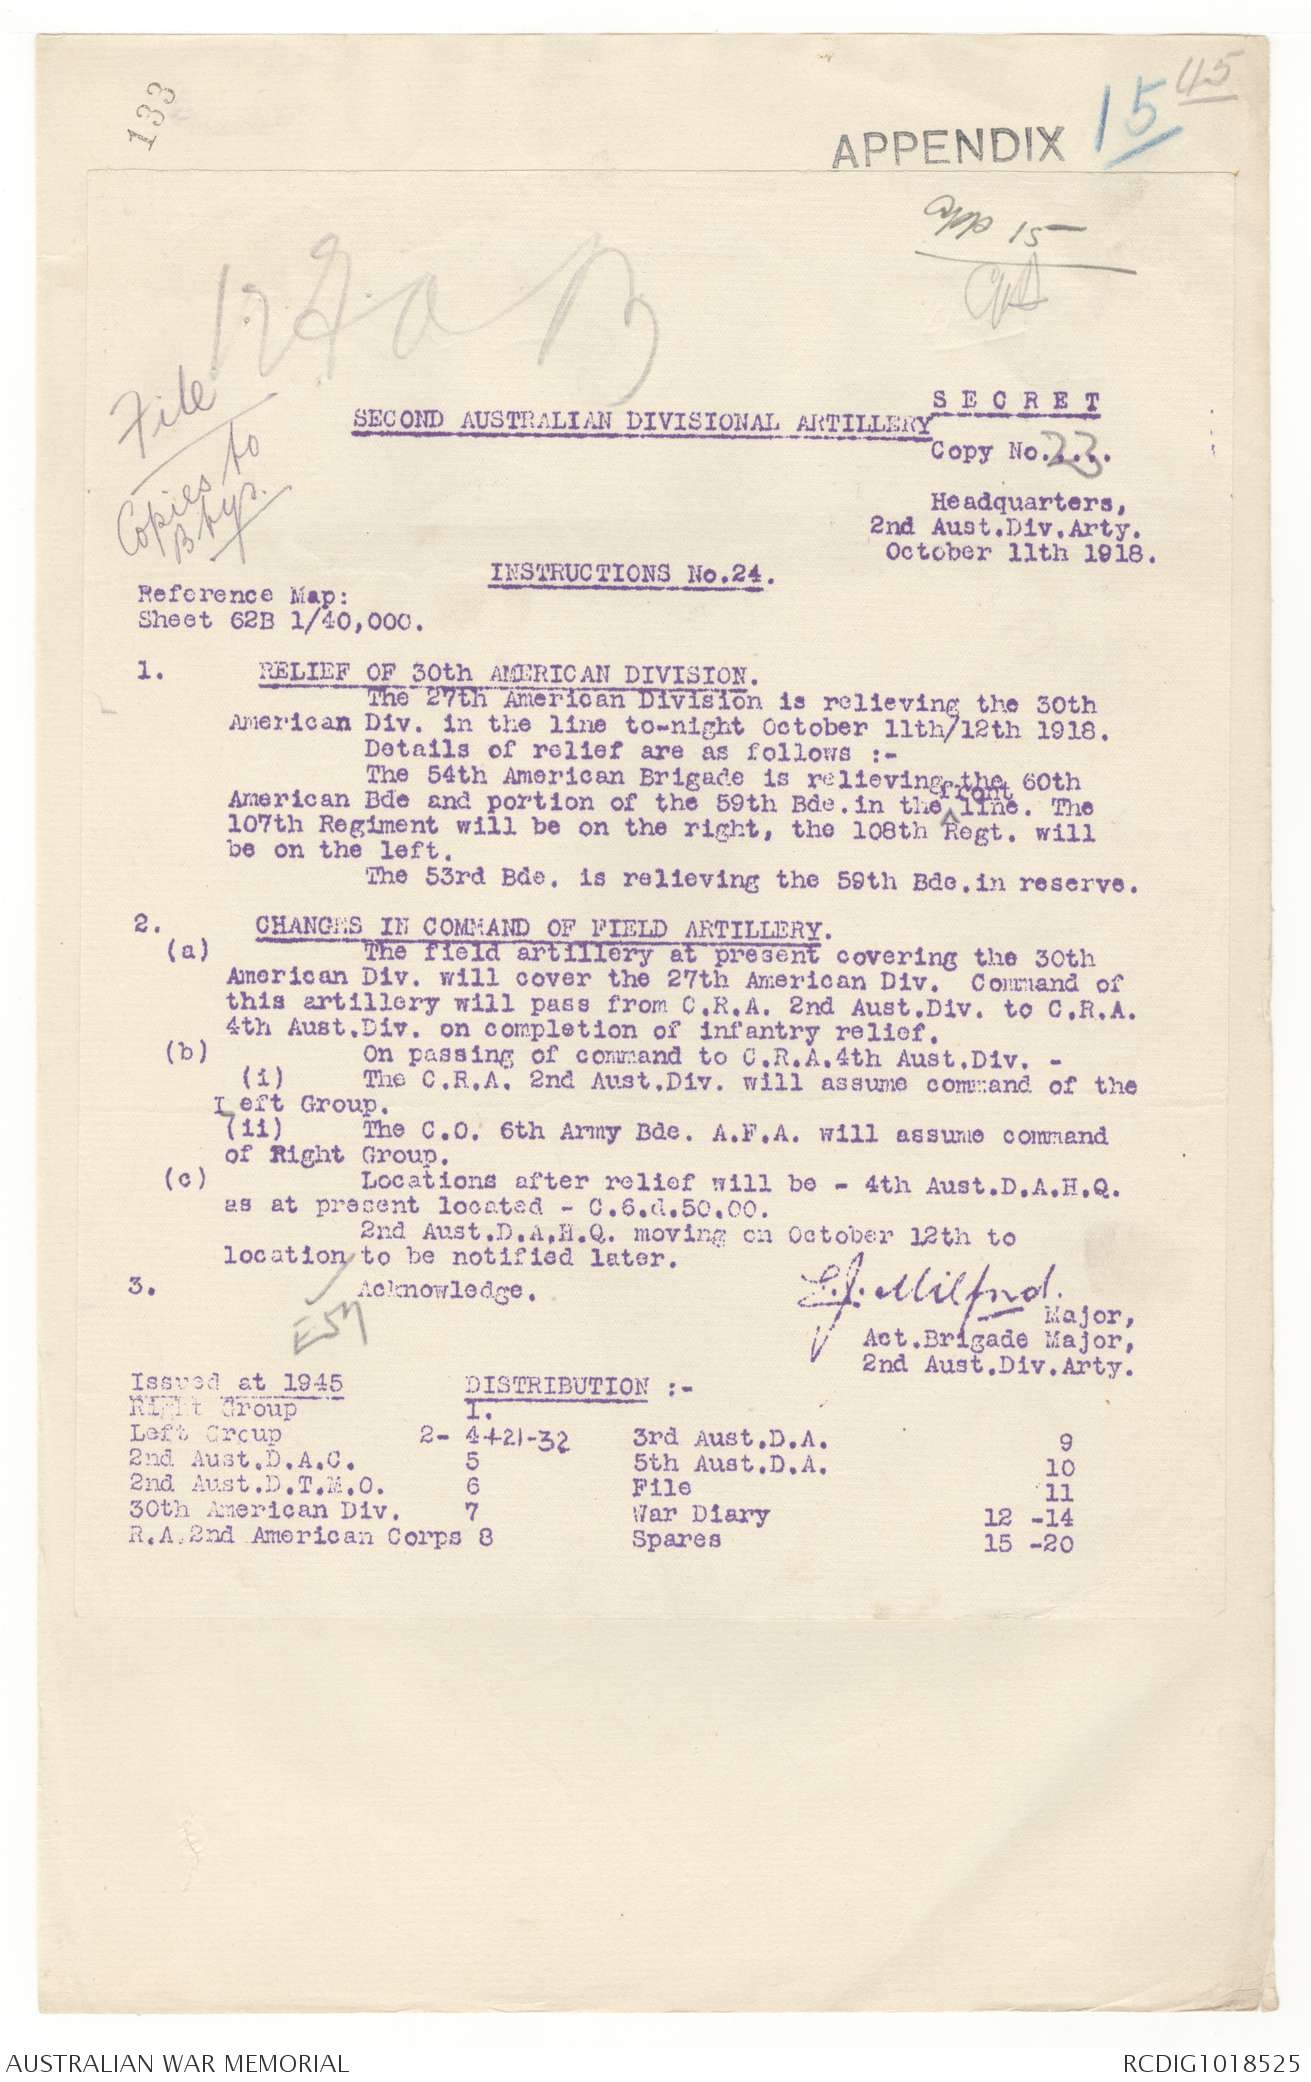 133
45
APPENDIX 15
app 15
File
Copies to
Btys.
SECRET
SECOND AUSTRALIAN DIVISIONAL ARTILLERY
Copy No.23....
Headquarters,
2nd Aust.Div.Arty.
October 11th 1918.
INSTRUCTIONS No.24.
Reference Map:
Sheet 62B 1/40,000.
1. RELIEF OF 30th AMERICAN DIVISION.
The 27th American Division is relieving the 30th
American Div. in the line to-night October 11th/12th 1918.
Details of relief are as follows :-
The 54th American Brigade is relieving the 60th
American Bde and portion of the 59th Bde.in the ^front line. The
107th Regiment will be on the right, the 108th Regt. will
be on the left.
The 53rd Bde. is relieving the 59th Bde.in reserve.
2. CHANGES IN COMMAND OF FIELD ARTILLERY.
(a) The field artillery at present covering the 30th
American Div. will cover the 27th American Div. Command of
this artillery will pass from C.R.A. 2nd Aust.Div. to C.R.A.
4th Aust.Div. on completion of infantry relief.
(b) On passing of command to C.R.A.4th Aust.Div. -
(i) The C.R.A. 2nd Aust.Div. will assume command of the
Left Group.
(ii) The C.O. 6th Army Bde. A.F.A. will assume command
of Right Group.
(c) Locations after relief will be - 4th Aust.D.A.H.Q.
as at present located - C.6.d.50.00.
2nd Aust.D.A.H.Q. moving on October 12th to
location to be notified later.
3. Acknowledge.
L.J. Milford.
Major,
Act.Brigade Major,
2nd Aust.Div.Arty.
Issued at 1945
DISTRIBUTION :-
Right Group 1.
Left Group 2- 4+21-32
2nd Aust.D.A.C. 5
2nd Aust.D.T.M.O. 6
30th American Div. 7
R.A.2nd American Corps 8
3rd Aust.D.A. 9
5th Aust.D.A. 10
File 11
War Diary 12 -14
Spares 15 -20
AUSTRALIAN WAR MEMORIAL
RCDIG1018525